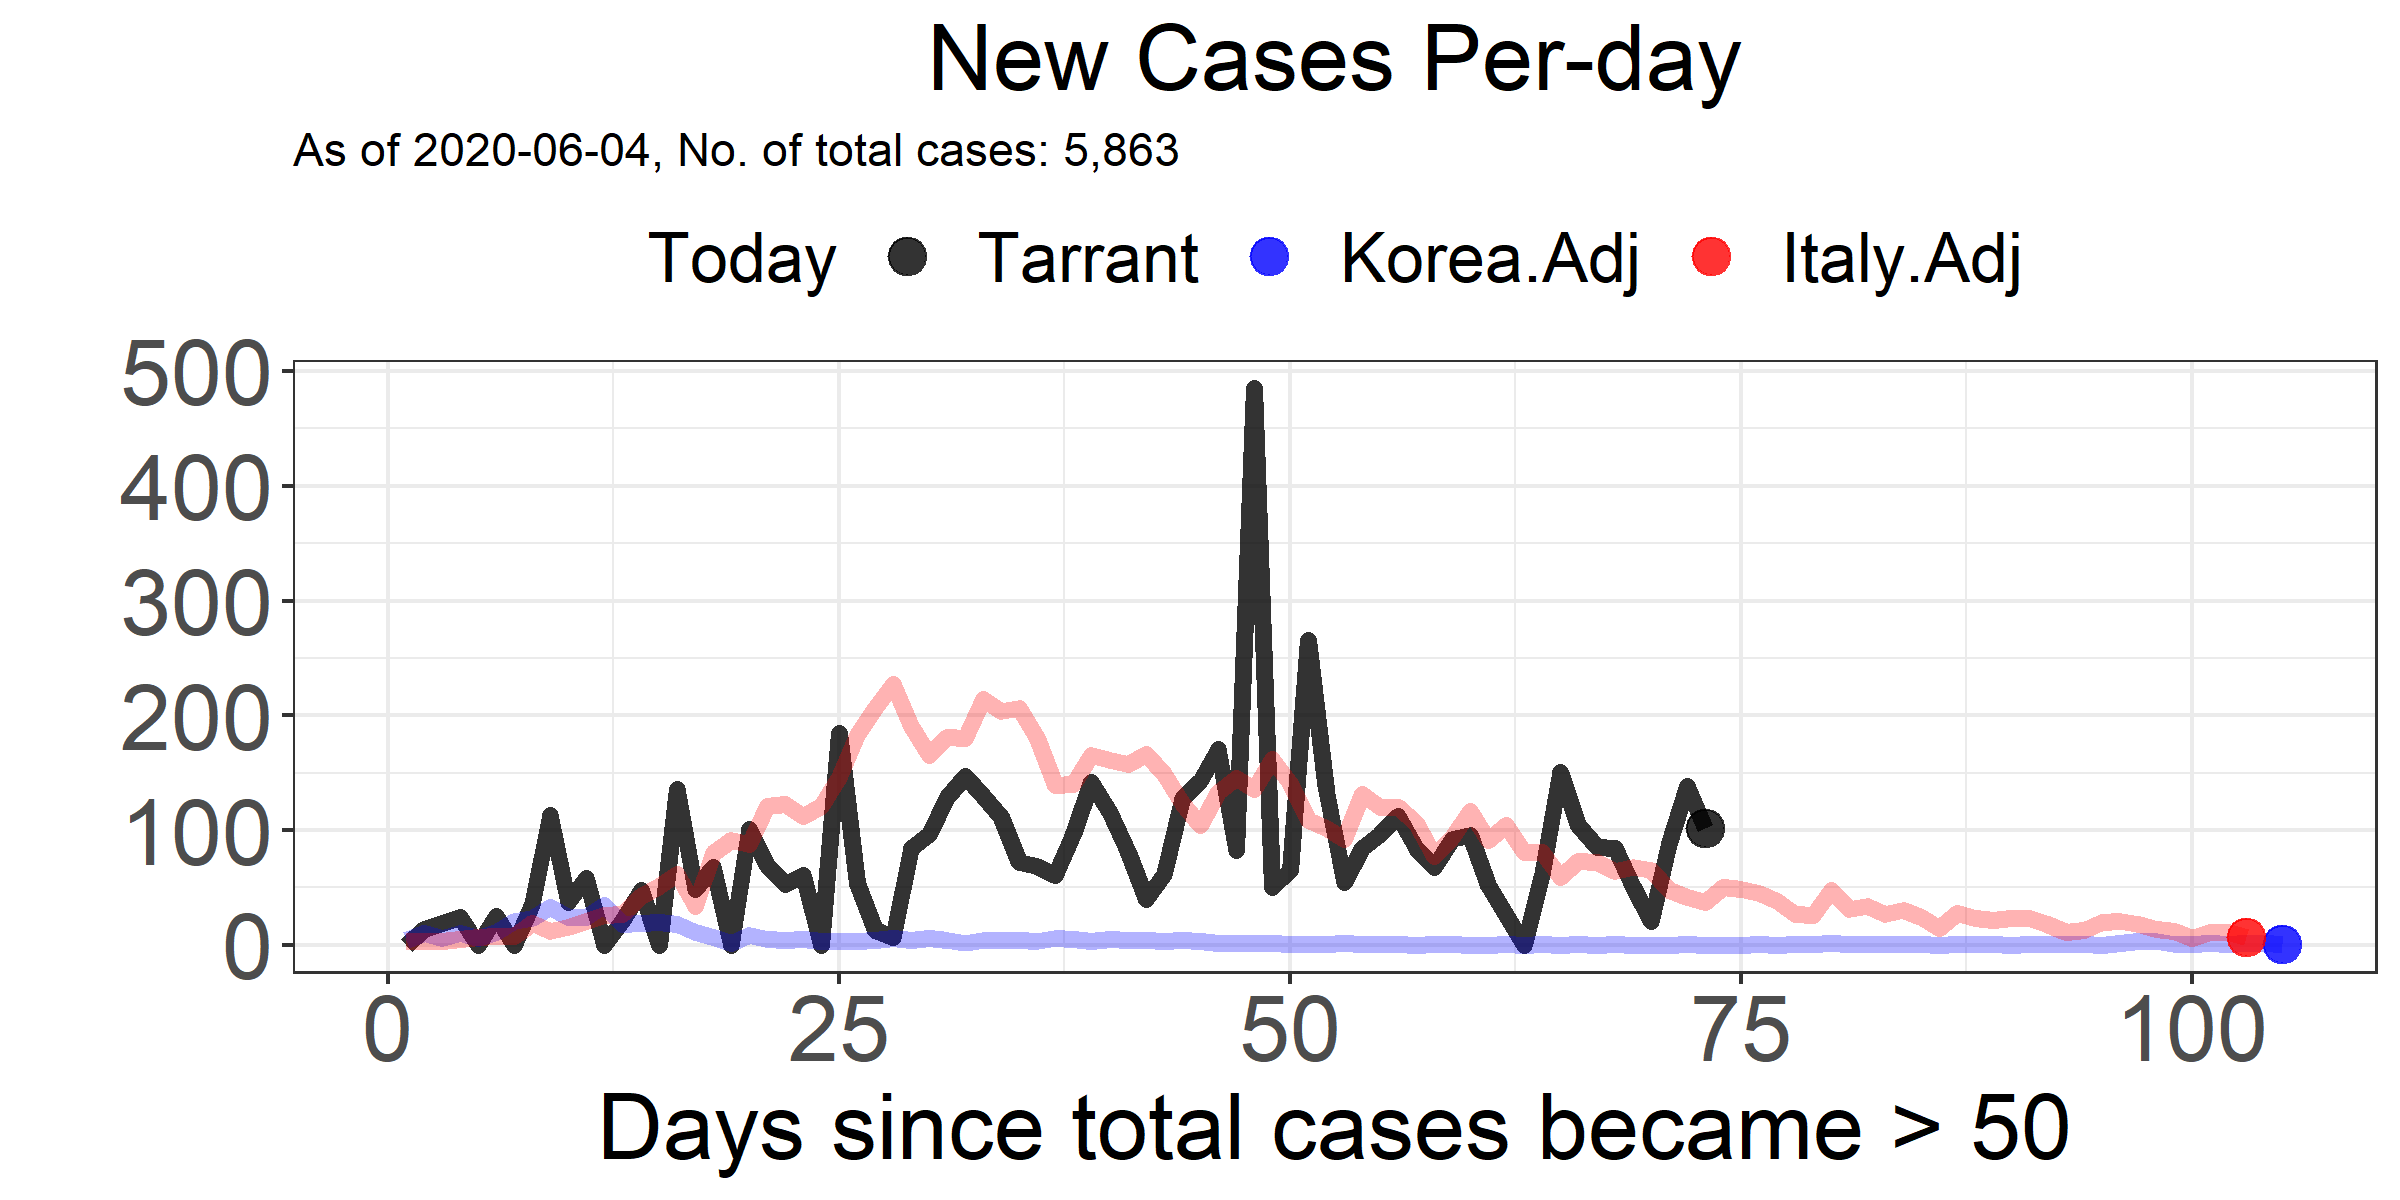 New Cases Per-day
As of 2020-06-04, No. of total cases: 5,863
Today Tarrant Korea.Adj Italy.Adj
500
400
300
200
100
0
0 25 50 75 100
Days since total cases became > 50